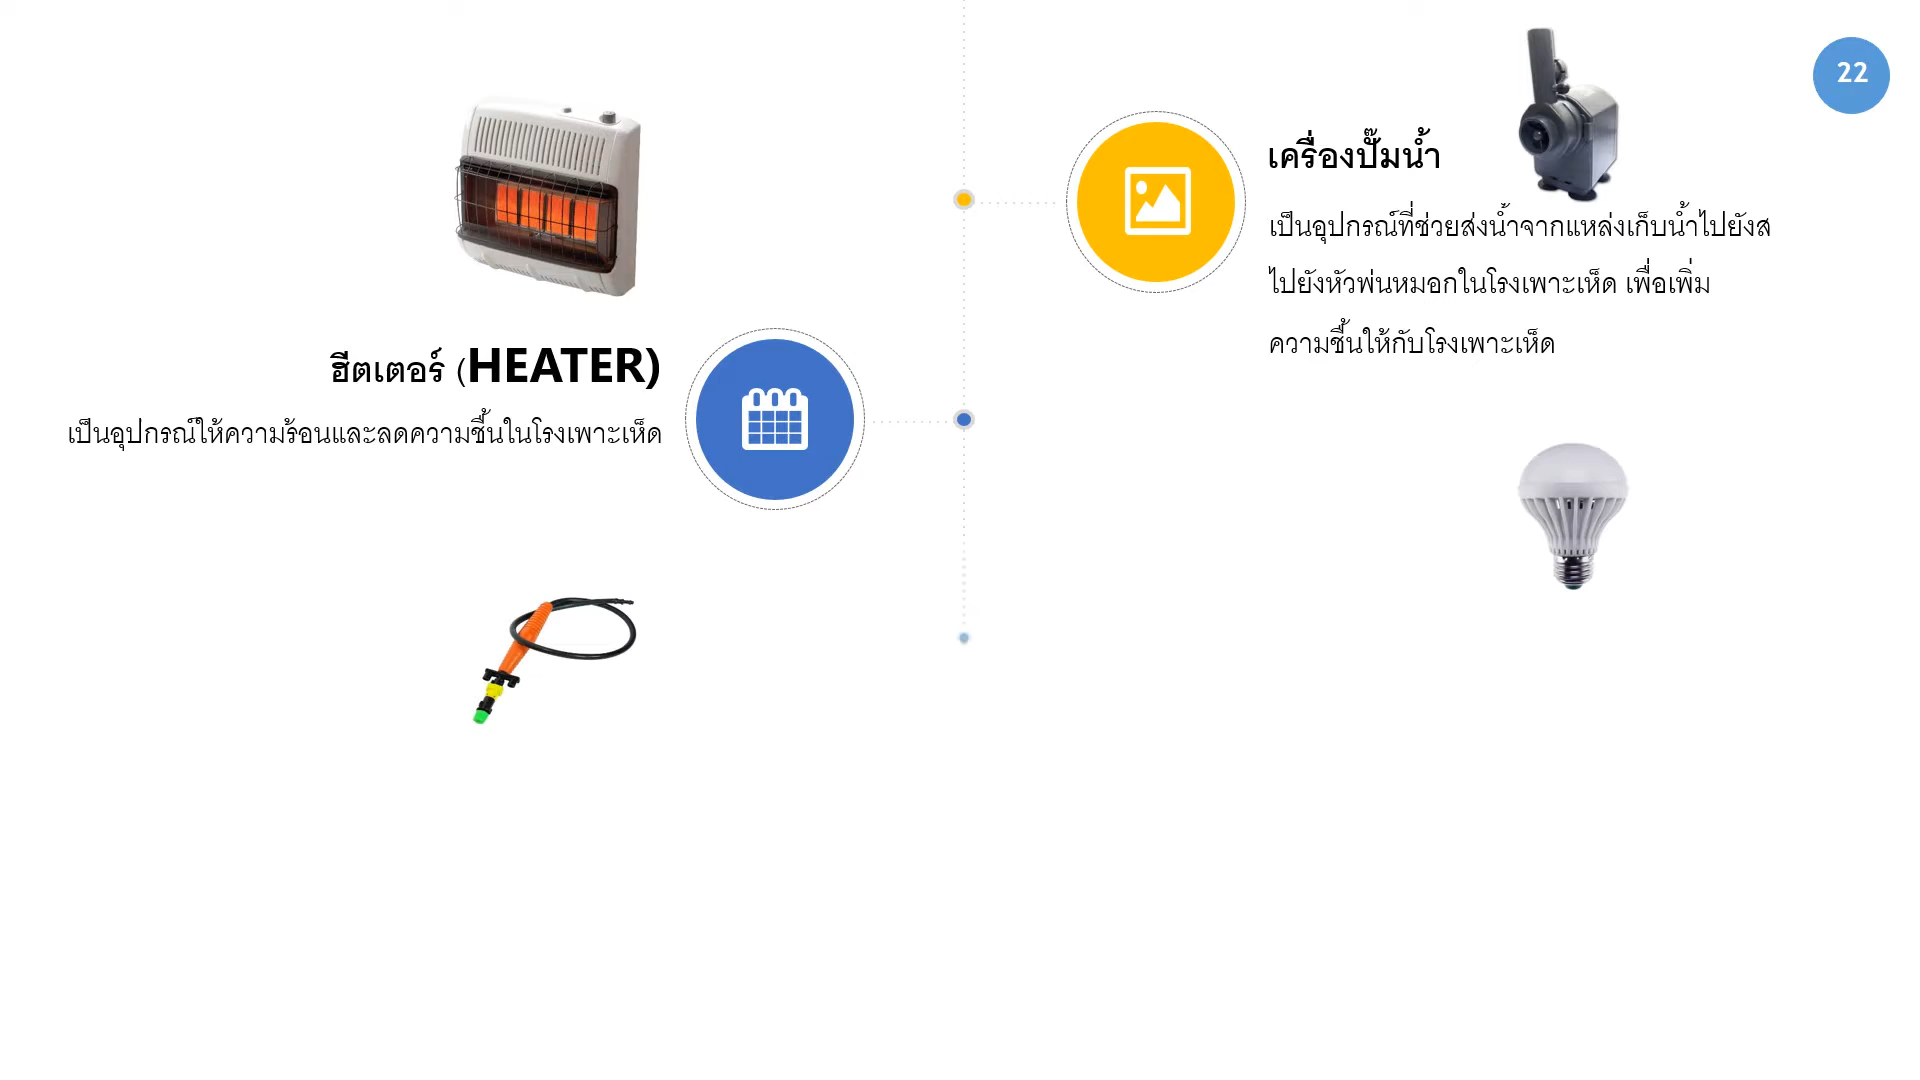 22
เครื่องปั๊มน้ำ
เป็นอุปกรณ์ที่ช่วยส่งน้ำจากแหล่งเก็บน้ำไปยังส
ไปยังหัวพ่นหมอกในโรงเพาะเห็ด เพื่อเพิ่ม
ความชื้นให้กับโรงเพาะเห็ด
ฮีตเตอร์ (HEATER)
เป็นอุปกรณ์ให้ความร้อนและลดความชื้นในโรงเพาะเห็ด